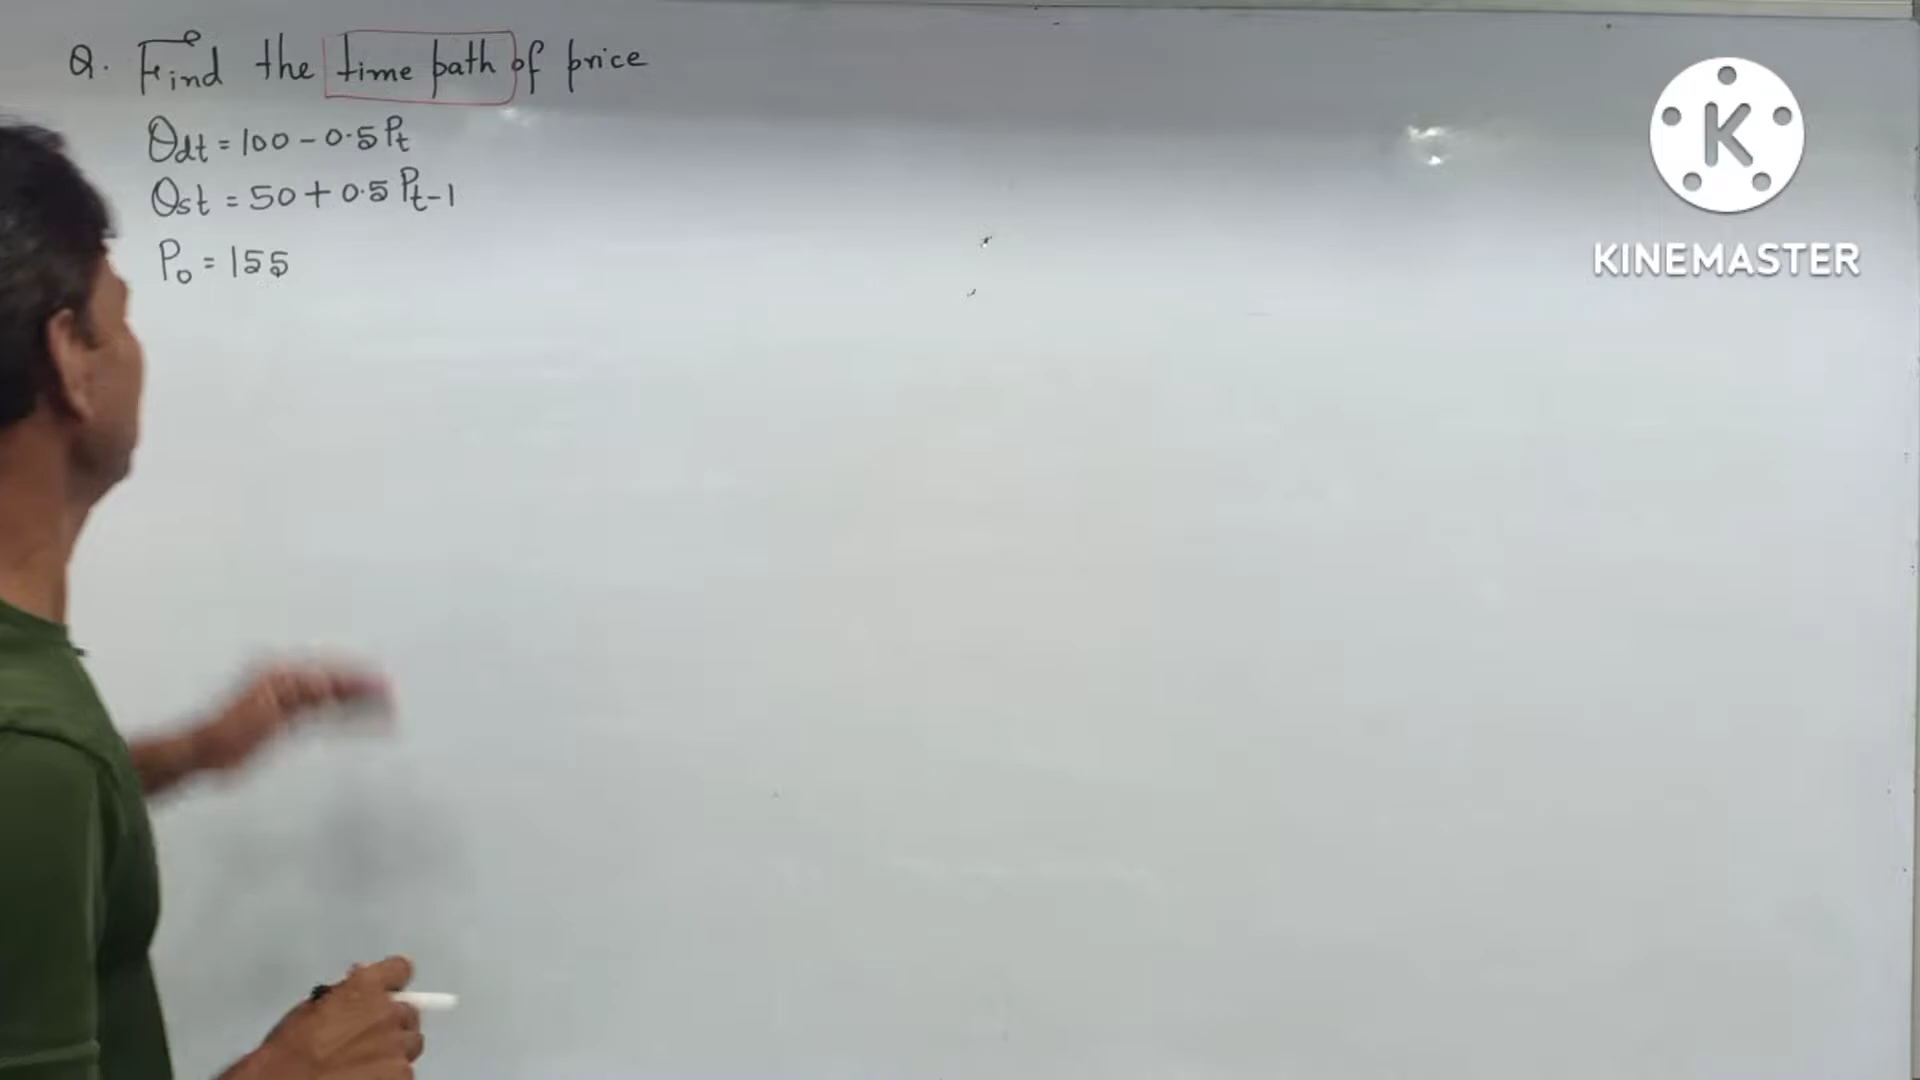 Q. Find the time path of price
Qdt = 100 - 0.5 Pt
Qst = 50 + 0.5 Pt-1
P0 = 155
K
KINEMASTER